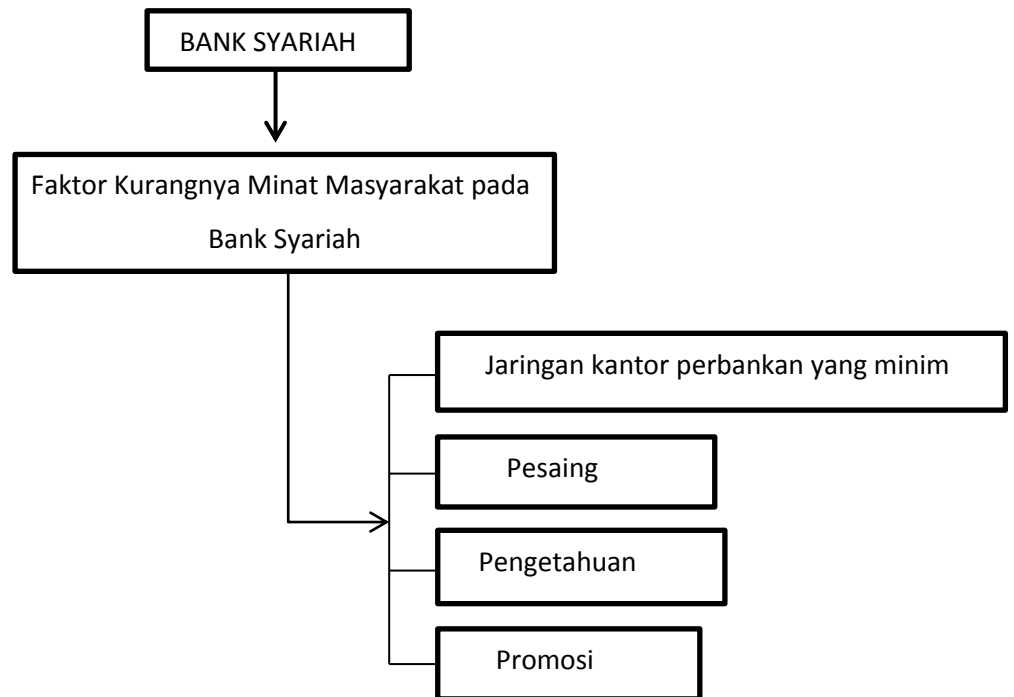 BANK SYARIAH
Faktor Kurangnya Minat Masyarakat pada
Bank Syariah
Jaringan kantor perbankan yang minim
Pesaing
Pengetahuan
Promosi